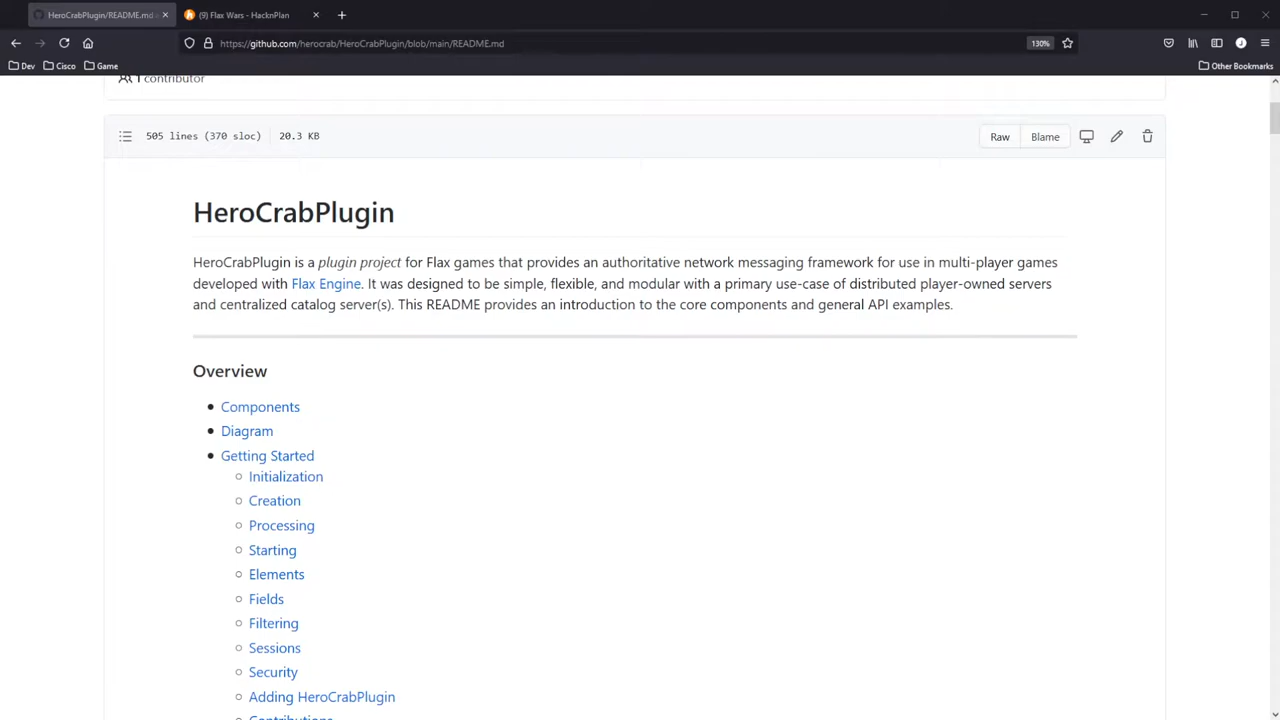 HeroCrabPlugin/README.md
(9) Flax Wars - HacknPlan
https://github.com/herocrab/HeroCrabPlugin/blob/main/README.md
130%
Dev
Cisco
Game
Other Bookmarks
1 contributor
505 lines (370 sloc)
20.3 KB
Raw
Blame
HeroCrabPlugin
HeroCrabPlugin is a plugin project for Flax games that provides an authoritative network messaging framework for use in multi-player games
developed with Flax Engine. It was designed to be simple, flexible, and modular with a primary use-case of distributed player-owned servers
and centralized catalog server(s). This README provides an introduction to the core components and general API examples.
Overview
Components
Diagram
Getting Started
Initialization
Creation
Processing
Starting
Elements
Fields
Filtering
Sessions
Security
Adding HeroCrabPlugin
Contributions